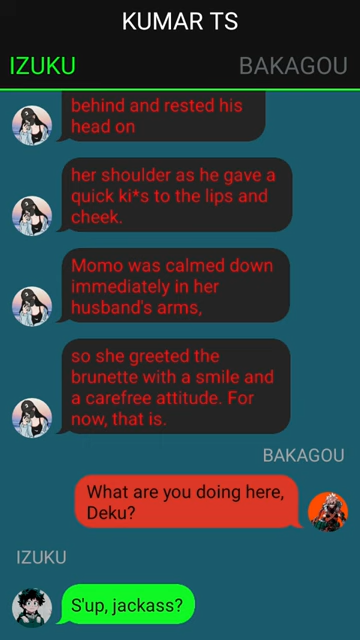 KUMAR TS
IZUKU
BAKAGOU
behind and rested his
head on
her shoulder as he gave a
quick ki*s to the lips and
cheek.
Momo was calmed down
immediately in her
husband's arms,
so she greeted the
brunette with a smile and
a carefree attitude. For
now, that is.
BAKAGOU
What are you doing here,
Deku?
IZUKU
S'up, jackass?